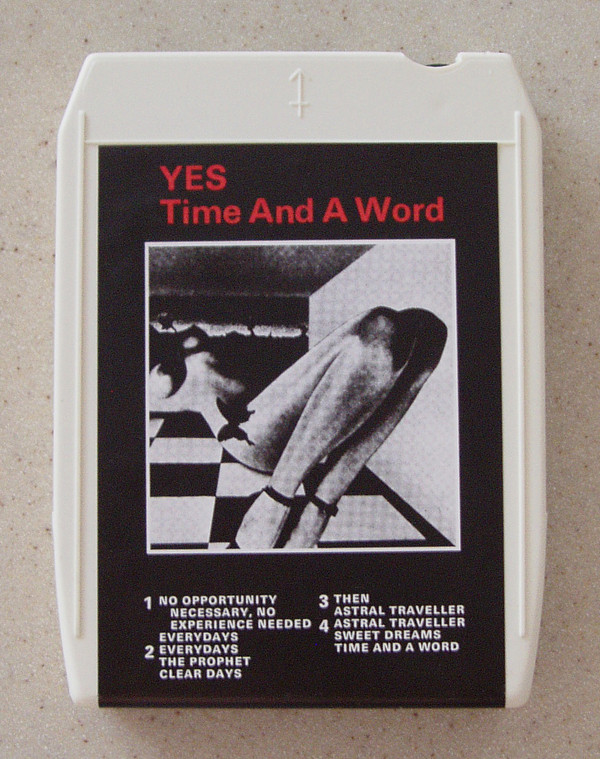 1
YES
Time And A Word
1 NO OPPORTUNITY
NECESSARY, NO
EXPERIENCE NEEDED
EVERYDAYS
2 EVERYDAYS
THE PROPHET
CLEAR DAYS
3 THEN
ASTRAL TRAVELLER
4 ASTRAL TRAVELLER
SWEET DREAMS
TIME AND A WORD